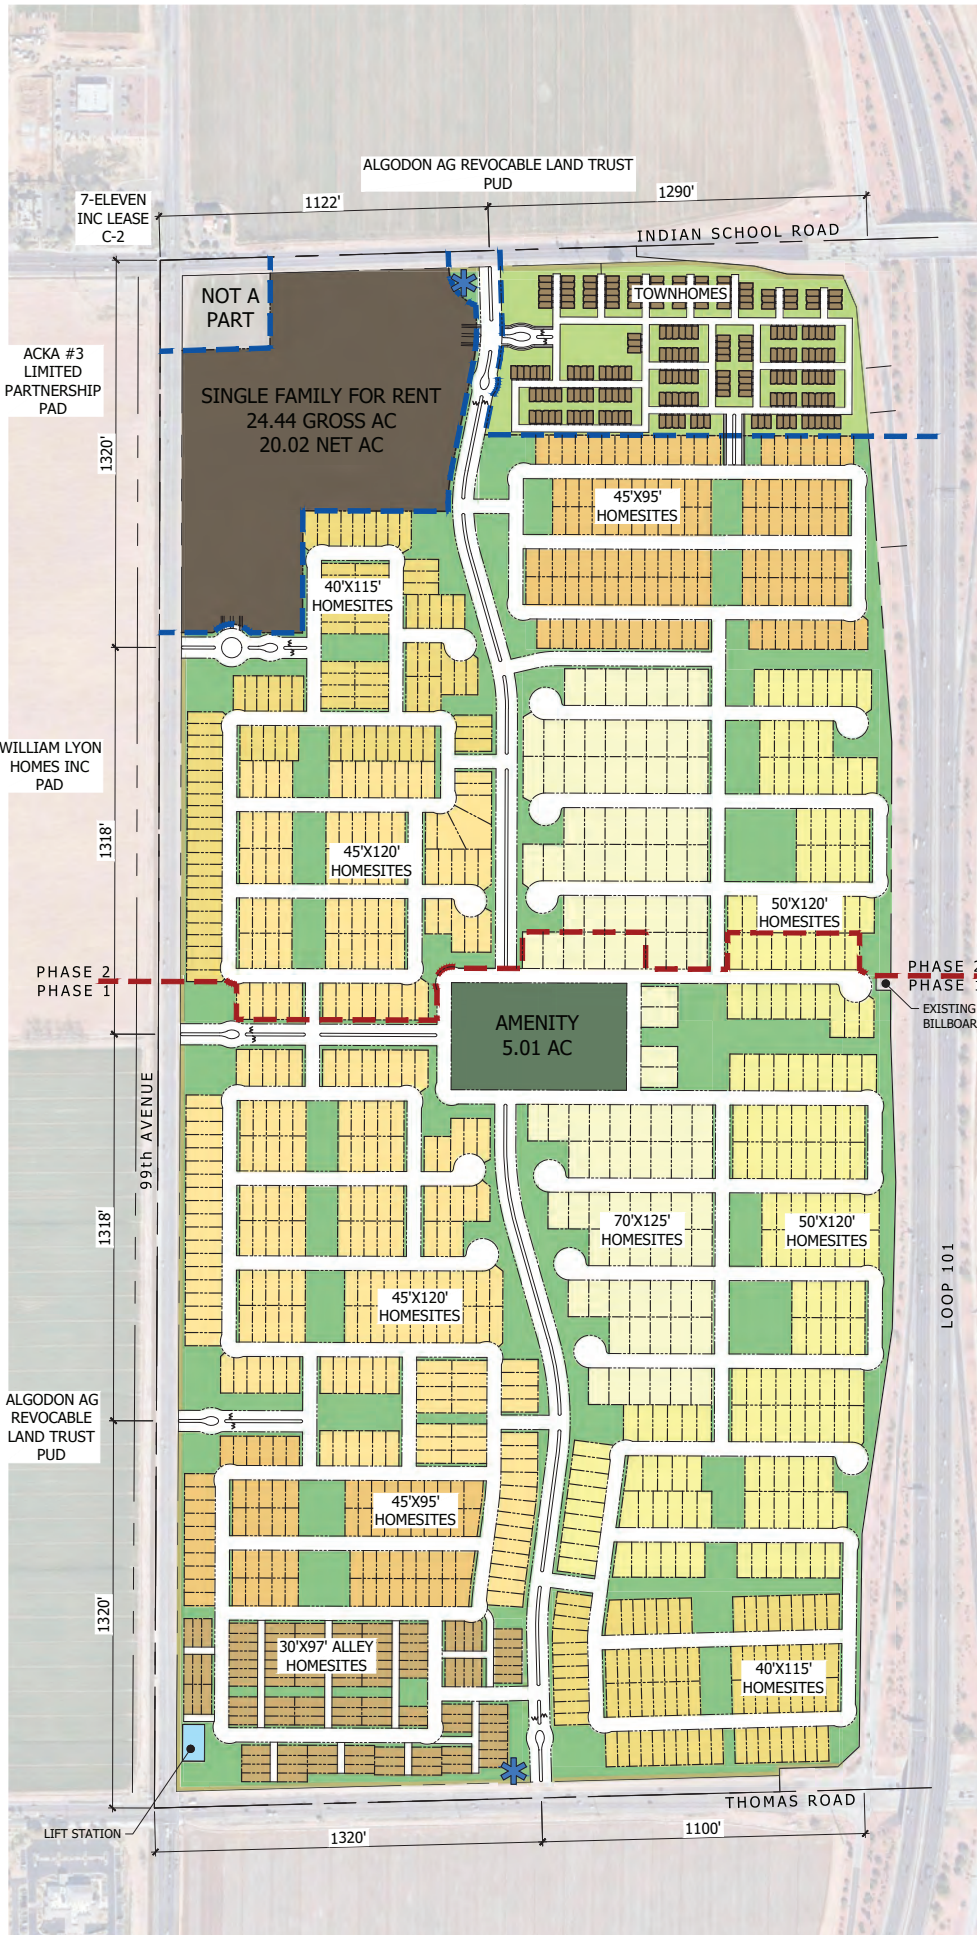 ALGODON AG REVOCABLE LAND TRUST
PUD
7-ELEVEN
INC LEASE
C-2
1122'
1290'
INDIAN SCHOOL ROAD
NOT A
PART
TOWNHOMES
ACKA #3
LIMITED
PARTNERSHIP
PAD
SINGLE FAMILY FOR RENT
24.44 GROSS AC
20.02 NET AC
1320'
45'X95'
HOMESITES
40'X115'
HOMESITES
WILLIAM LYON
HOMES INC
PAD
1318'
45'X120'
HOMESITES
50'X120'
HOMESITES
PHASE 2
PHASE 1
PHASE 2
PHASE
EXISTING
BILLBOAR
AMENITY
5.01 AC
99th AVENUE
1318'
70'X125'
HOMESITES
50'X120'
HOMESITES
LOOP 101
45'X120'
HOMESITES
ALGODON AG
REVOCABLE
LAND TRUST
PUD
45'X95'
HOMESITES
1320'
30'X97' ALLEY
HOMESITES
40'X115'
HOMESITES
THOMAS ROAD
LIFT STATION
1320'
1100'